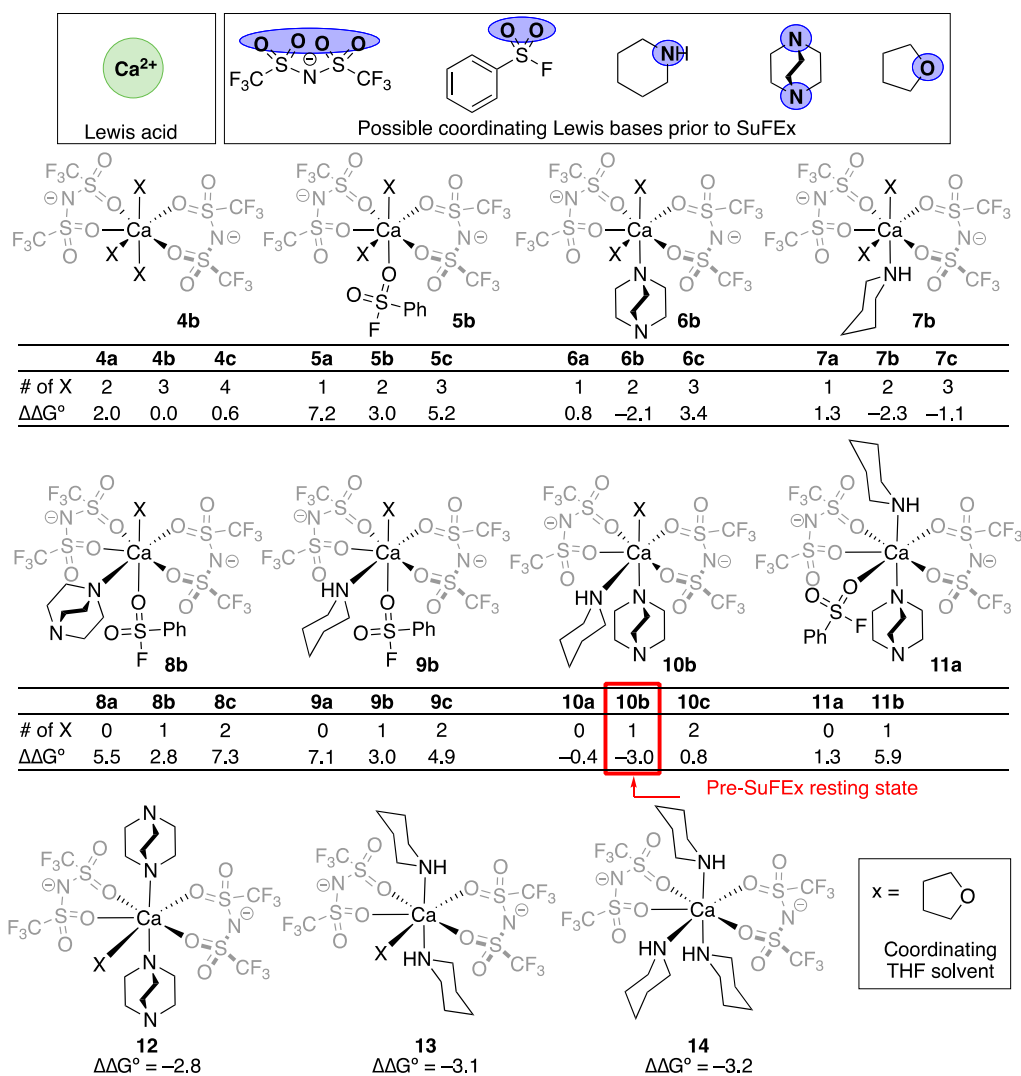 Ca2+
Lewis acid
O O O O
S S
F3C N⊖ CF3
O O
S
F
NH
N
N
O
Possible coordinating Lewis bases prior to SuFEx
4b
5b
6b
7b
4a 4b 4c 5a 5b 5c 6a 6b 6c 7a 7b 7c
# of X 2 3 4 1 2 3 1 2 3 1 2 3
ΔΔG° 2.0 0.0 0.6 7.2 3.0 5.2 0.8 −2.1 3.4 1.3 −2.3 −1.1
8b
9b
10b
11a
8a 8b 8c 9a 9b 9c 10a 10b 10c 11a 11b
# of X 0 1 2 0 1 2 0 1 2 0 1
ΔΔG° 5.5 2.8 7.3 7.1 3.0 4.9 −0.4 −3.0 0.8 1.3 5.9
Pre-SuFEx resting state
12
ΔΔG° = −2.8
13
ΔΔG° = −3.1
14
ΔΔG° = −3.2
x = O
Coordinating
THF solvent